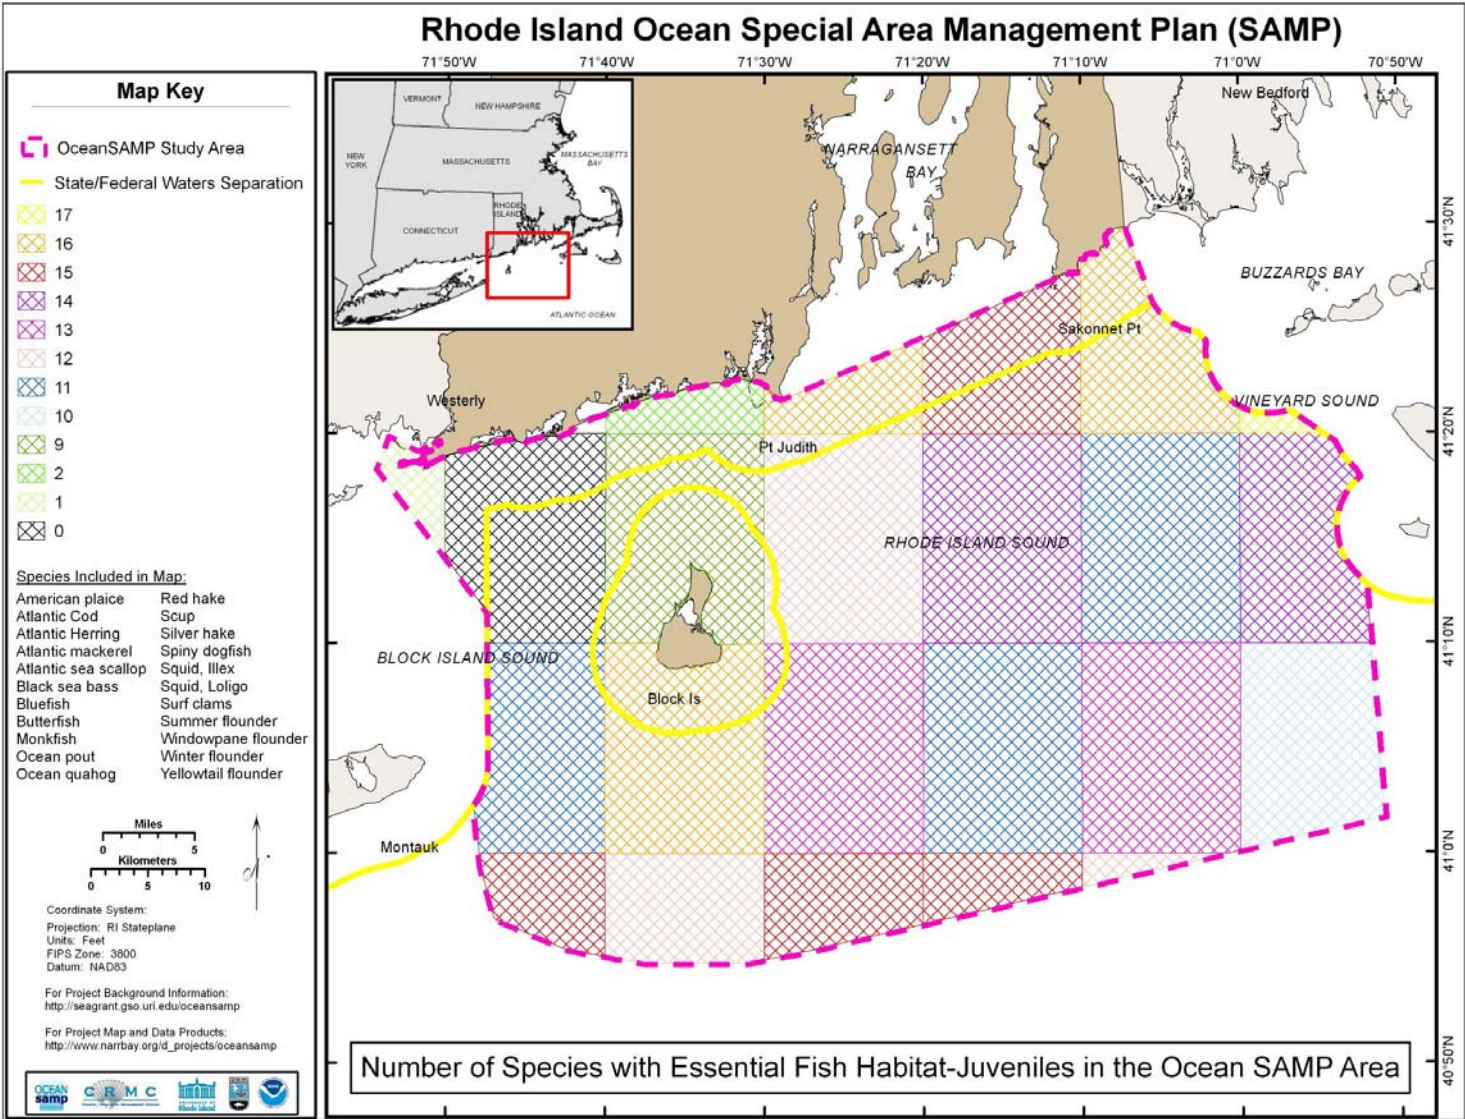 Rhode Island Ocean Special Area Management Plan (SAMP)
71°50'W 71°40'W 71°30'W 71°20'W 71°10'W 71°0'W 70°50'W
Map Key
OceanSAMP Study Area
State/Federal Waters Separation
17
16
15
14
13
12
11
10
9
2
1
0
Species Included in Map:
American plaice Red hake
Atlantic Cod Scup
Atlantic Herring Silver hake
Atlantic mackerel Spiny dogfish
Atlantic sea scallop Squid, Illex
Black sea bass Squid, Loligo
Bluefish Surf clams
Butterfish Summer flounder
Monkfish Windowpane flounder
Ocean pout Winter flounder
Ocean quahog Yellowtail flounder
Miles
0 5
Kilometers
0 5 10
Coordinate System:
Projection: RI Stateplane
Units: Feet
FIPS Zone: 3800
Datum: NAD83
For Project Background Information:
http://seagrant.gso.uri.edu/oceansamp
For Project Map and Data Products:
http://www.narrbay.org/d_projects/oceansamp
OCEAN
samp
CRMC
VERMONT
NEW HAMPSHIRE
NEW
YORK
MASSACHUSETTS
MASSACHUSETTS
BAY
RHODE
ISLAND
CONNECTICUT
ATLANTIC OCEAN
New Bedford
NARRAGANSETT
BAY
BUZZARDS BAY
Sakonnet Pt
Westerly
VINEYARD SOUND
Pt Judith
RHODE ISLAND SOUND
BLOCK ISLAND SOUND
Block Is
Montauk
41°30'N
41°20'N
41°10'N
41°0'N
40°50'N
Number of Species with Essential Fish Habitat-Juveniles in the Ocean SAMP Area